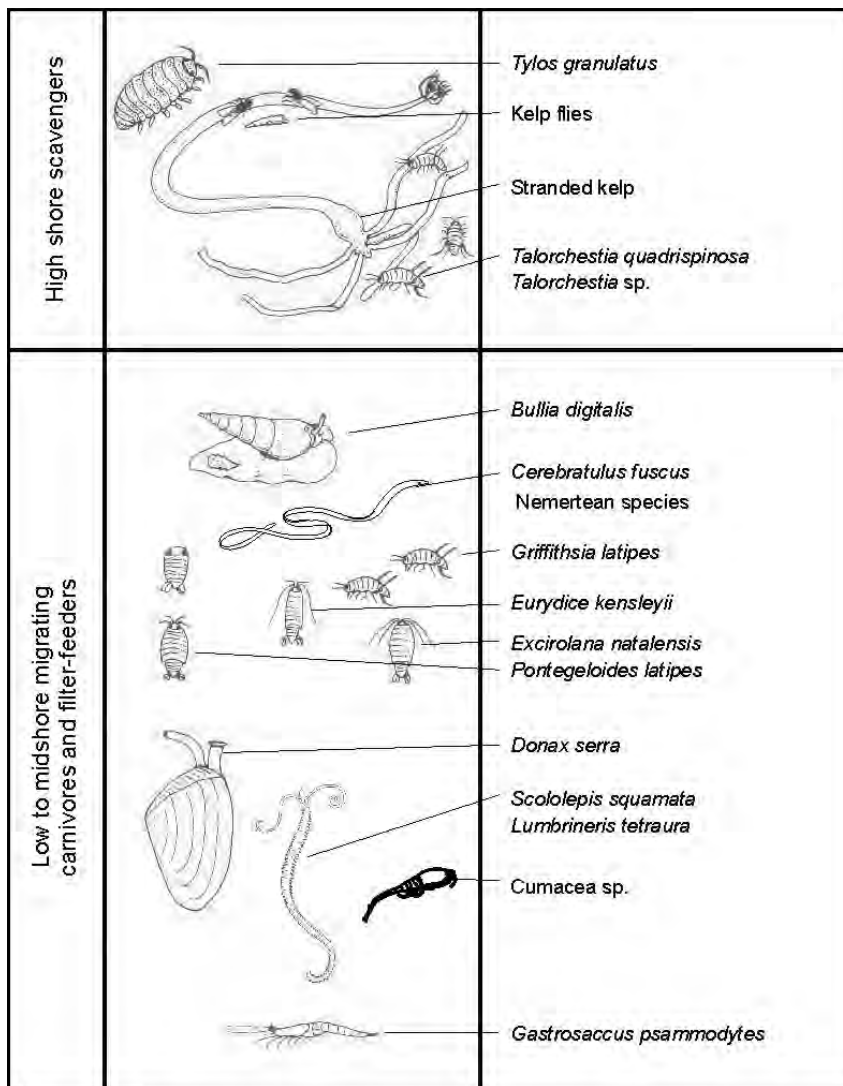 High shore scavengers
Tylos granulatus
Kelp flies
Stranded kelp
Talorchestia quadrispinosa
Talorchestia sp.
Low to midshore migrating
carnivores and filter-feeders
Bullia digitalis
Cerebratulus fuscus
Nemertean species
Griffithsia latipes
Eurydice kensleyii
Excirolana natalensis
Pontegeloides latipes
Donax serra
Scololepis squamata
Lumbrineris tetraura
Cumacea sp.
Gastrosaccus psammodytes